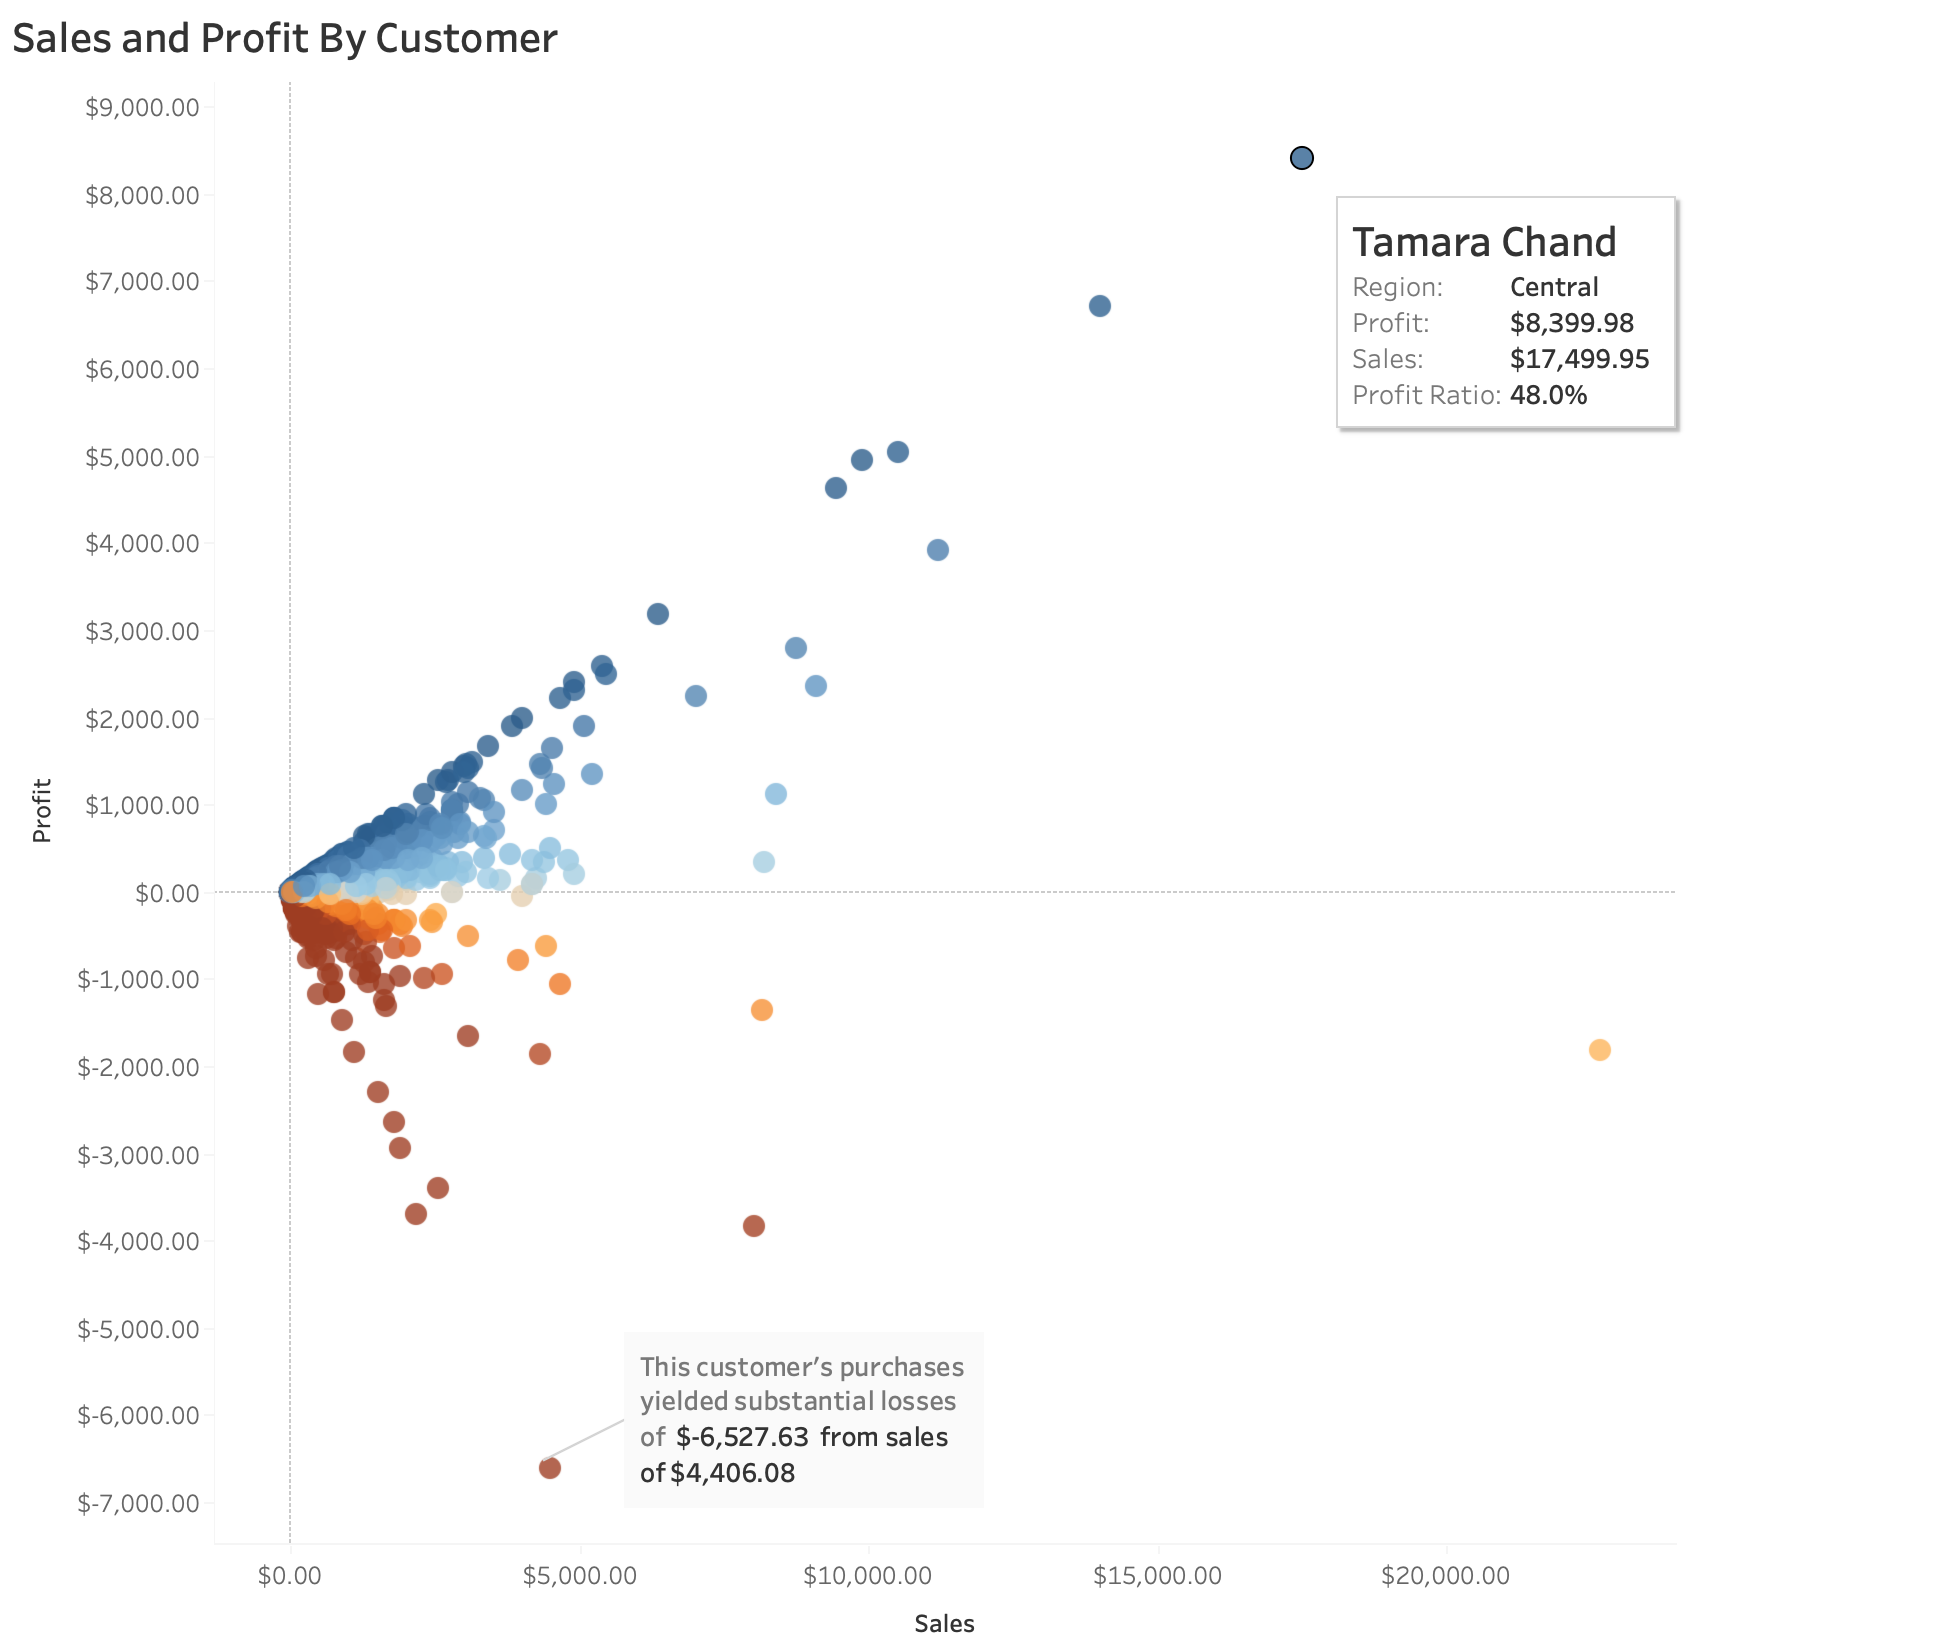 Sales and Profit By Customer
$9,000.00
$8,000.00
$7,000.00
$6,000.00
$5,000.00
$4,000.00
$3,000.00
$2,000.00
$1,000.00
$0.00
$-1,000.00
$-2,000.00
$-3,000.00
$-4,000.00
$-5,000.00
$-6,000.00
$-7,000.00
Profit
Tamara Chand
Region: Central
Profit: $8,399.98
Sales: $17,499.95
Profit Ratio: 48.0%
This customer’s purchases
yielded substantial losses
of $-6,527.63 from sales
of $4,406.08
$0.00 $5,000.00 $10,000.00 $15,000.00 $20,000.00
Sales